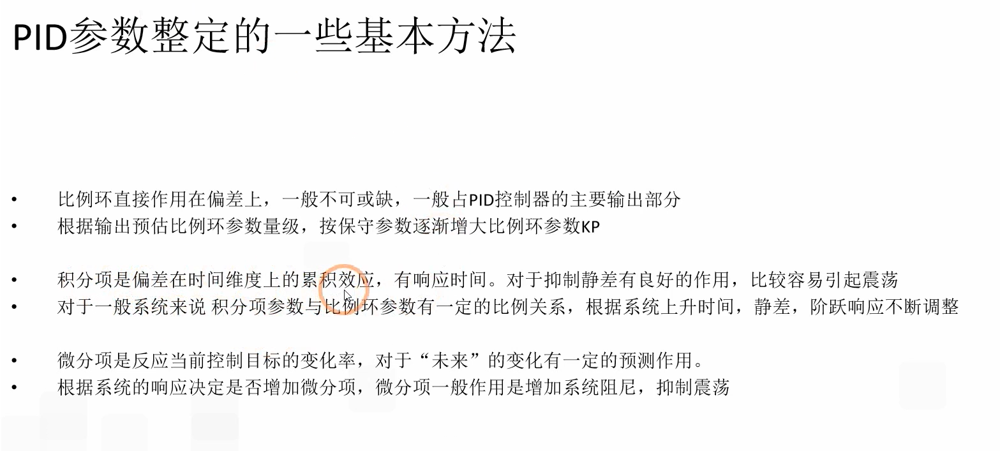 PID参数整定的一些基本方法
• 比例环直接作用在偏差上，一般不可或缺，一般占PID控制器的主要输出部分
• 根据输出预估比例环参数量级，按保守参数逐渐增大比例环参数KP
• 积分项是偏差在时间维度上的累积效应，有响应时间。对于抑制静差有良好的作用，比较容易引起震荡
• 对于一般系统来说 积分项参数与比例环参数有一定的比例关系，根据系统上升时间，静差，阶跃响应不断调整
• 微分项是反应当前控制目标的变化率，对于“未来”的变化有一定的预测作用。
• 根据系统的响应决定是否增加微分项，微分项一般作用是增加系统阻尼，抑制震荡